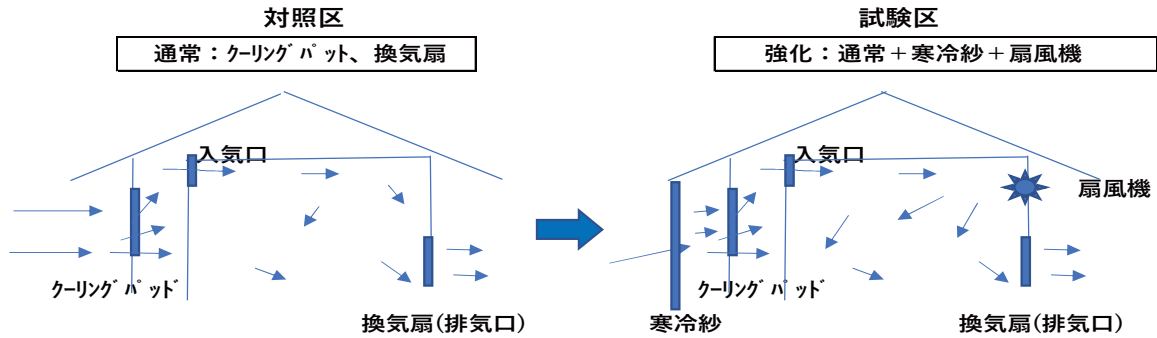 対照区
通常：ｸｰﾘﾝｸﾞﾊﾟｯﾄ、換気扇
入気口
ｸｰﾘﾝｸﾞﾊﾟｯﾄﾞ
換気扇(排気口)
試験区
強化：通常＋寒冷紗＋扇風機
入気口
扇風機
ｸｰﾘﾝｸﾞﾊﾟｯﾄﾞ
寒冷紗
換気扇(排気口)